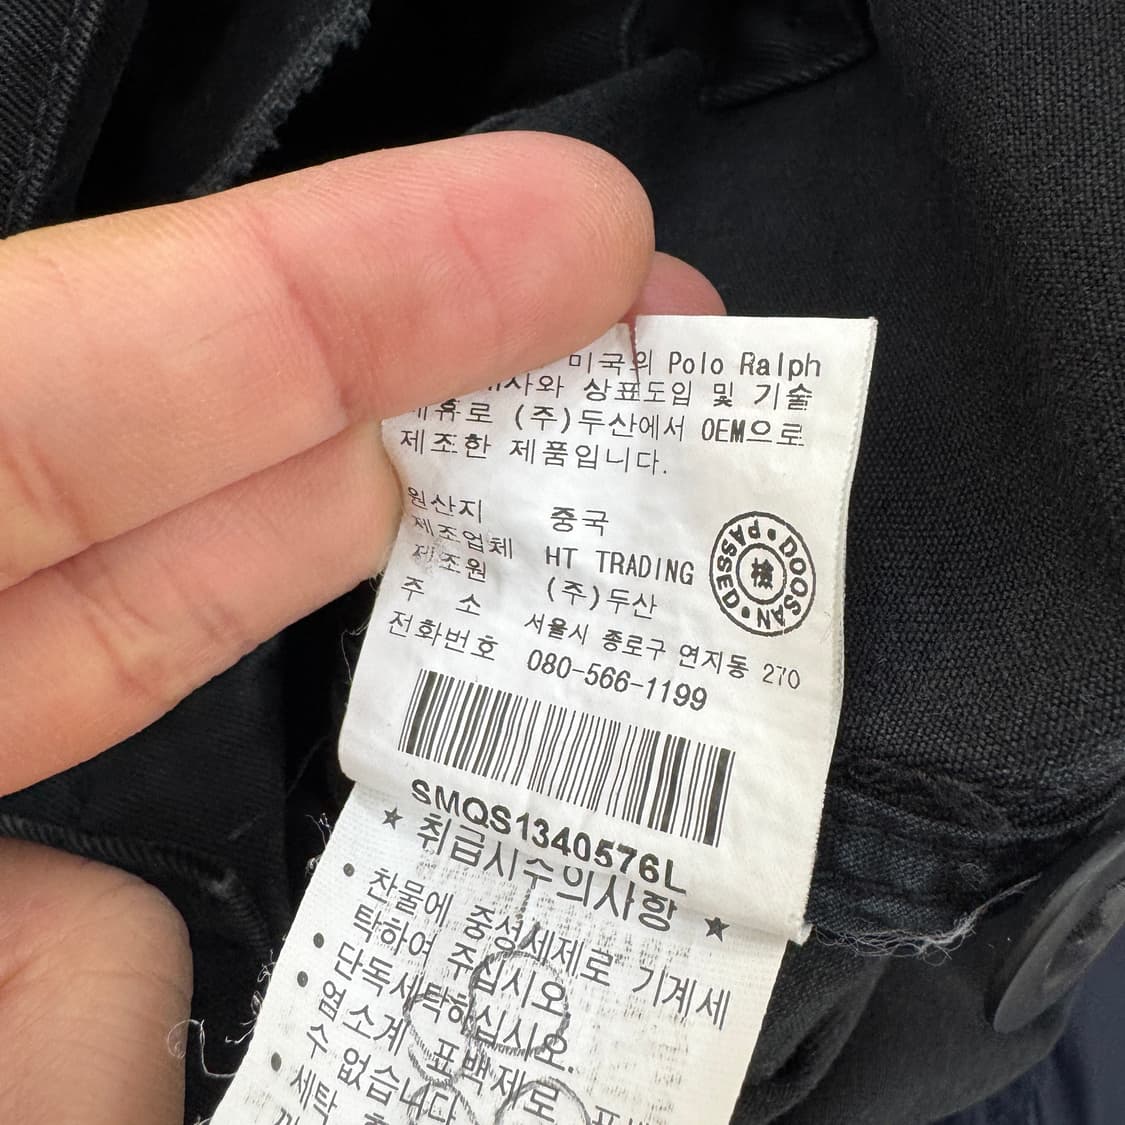 미국의 Polo Ralph
사와 상표도입 및 기술
제휴로 (주)두산에서 OEM으로
제조한 제품입니다.
원산지 중국
제조업체 HT TRADING
제조원 (주)두산
주 소 서울시 종로구 연지동 270
전화번호 080-566-1199
DOOSAN • PASSED •
檢
SMQS1340576L
★ 취급시주의사항 ★
• 찬물에 중성세제로 기계세
탁하여 주십시오
• 단독세탁하십시오.
• 염소계 표백제로
수 없습니다
• 세탁